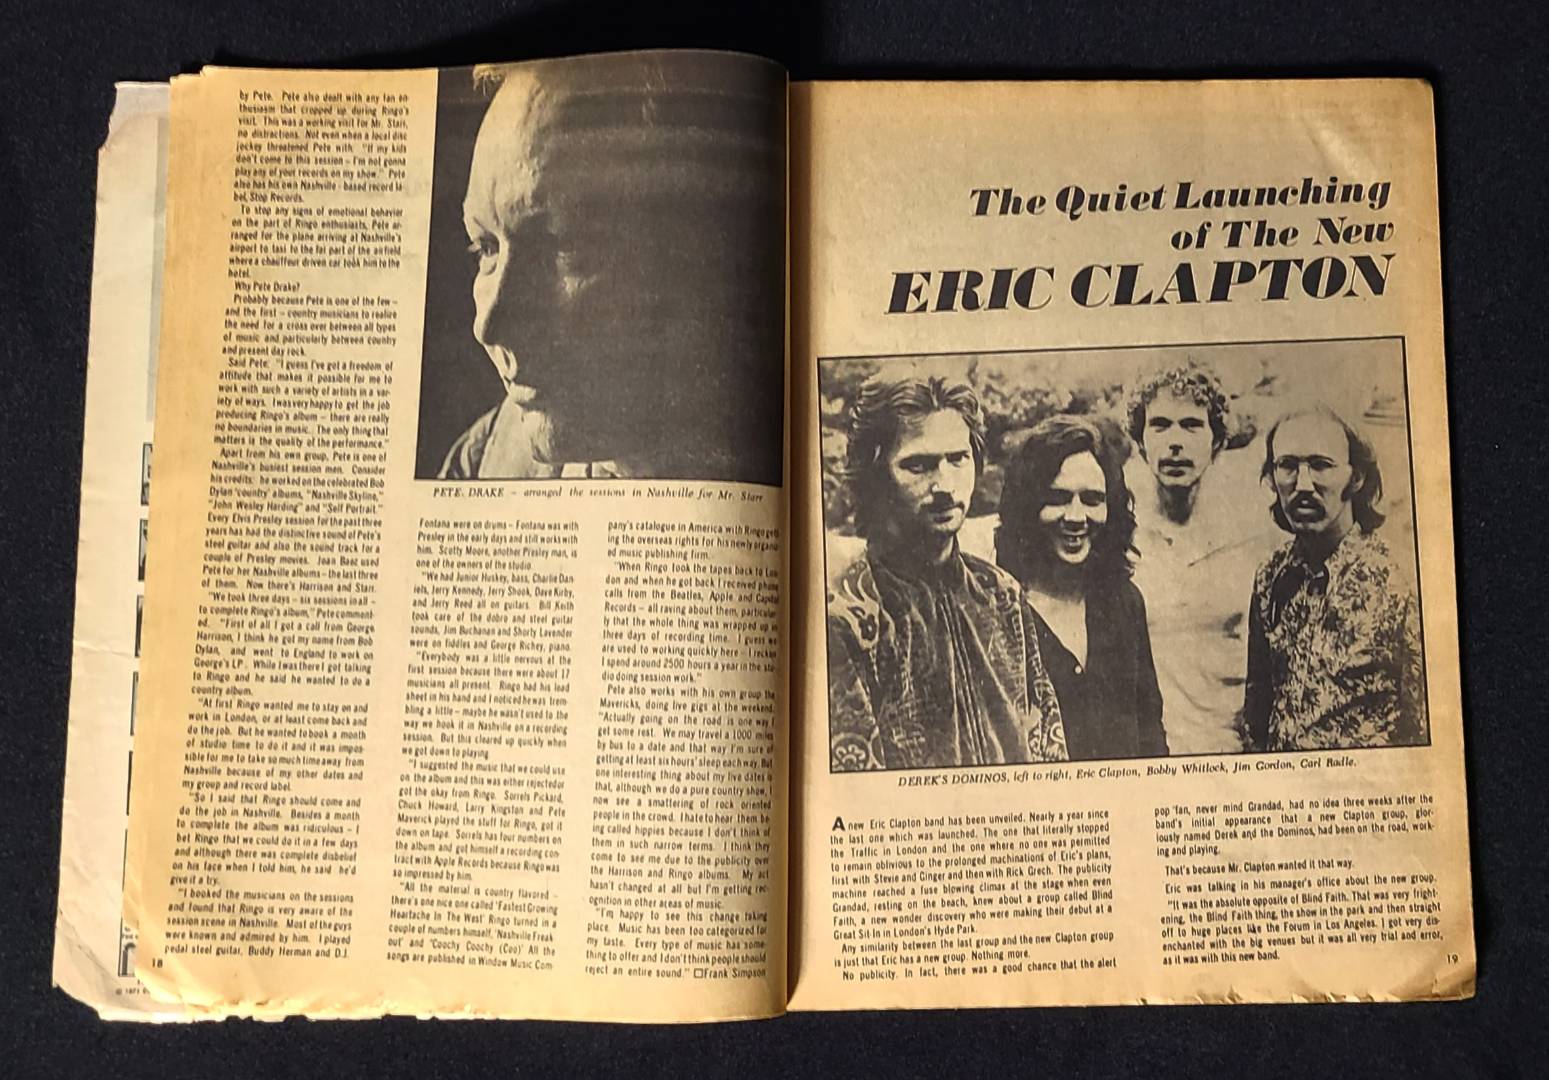 by Pete. Pete also dealt with any fan en-
thusiasm that cropped up during Ringo's
visit. This was a working visit for Mr. Starr,
no distractions. Not even when a local disc
jockey threatened Pete with: "If my kids
don't come to this session – I'm not gonna
play any of your records on my show." Pete
also has his own Nashville - based record la-
bel, Stop Records.
To stop any signs of emotional behavior
on the part of Ringo enthusiasts, Pete ar-
ranged for the plane arriving at Nashville's
airport to taxi to the far part of the airfield
where a chauffeur driven car took him to the
hotel.
Why Pete Drake?
Probably because Pete is one of the few –
and the first – country musicians to realize
the need for a cross over between all types
of music and particularly between country
and present day rock.
Said Pete: "I guess I've got a freedom of
attitude that makes it possible for me to
work with such a variety of artists in a var-
iety of ways. I was very happy to get the job
producing Ringo's album – there are really
no boundaries in music. The only thing that
matters is the quality of the performance."
Apart from his own group, Pete is one of
Nashville's busiest session men. Consider
his credits: he worked on the celebrated Bob
Dylan 'country' albums, "Nashville Skyline,"
"John Wesley Harding" and "Self Portrait."
Every Elvis Presley session for the past three
years has had the distinctive sound of Pete's
steel guitar and also the sound track for a
couple of Presley movies. Joan Baez used
Pete for her Nashville albums – the last three
of them. Now there's Harrison and Starr.
"We took three days – six sessions in all –
to complete Ringo's album," Pete comment-
ed. "First of all I got a call from George
Harrison, I think he got my name from Bob
Dylan, and went to England to work on
George's LP. While I was there I got talking
to Ringo and he said he wanted to do a
country album.
"At first Ringo wanted me to stay on and
work in London, or at least come back and
do the job. But he wanted to book a month
of studio time to do it and it was impos-
sible for me to take so much time away from
Nashville because of my other dates and
my group and record label.
"So I said that Ringo should come and
do the job in Nashville. Besides a month
to complete the album was ridiculous – I
bet Ringo that we could do it in a few days
and although there was complete disbelief
on his face when I told him, he said he'd
give it a try.
"I booked the musicians on the sessions
and found that Ringo is very aware of the
session scene in Nashville. Most of the guys
were known and admired by him. I played
pedal steel guitar, Buddy Herman and D.J.
18
PETE DRAKE – arranged the sessions in Nashville for Mr. Starr
Fontana were on drums – Fontana was with
Presley in the early days and still works with
him. Scotty Moore, another Presley man, is
one of the owners of the studio.
"We had Junior Huskey, bass, Charlie Dan-
iels, Jerry Kennedy, Jerry Shook, Dave Kirby,
and Jerry Reed all on guitars. Bill Keith
took care of the dobro and steel guitar
sounds, Jim Buchanan and Shorty Lavender
were on fiddles and George Richey, piano.
"Everybody was a little nervous at the
first session because there were about 17
musicians all present. Ringo had his lead
sheet in his hand and I noticed he was trem-
bling a little – maybe he wasn't used to the
way we hook it in Nashville on a recording
session. But this cleared up quickly when
we got down to playing.
"I suggested the music that we could use
on the album and this was either rejected or
got the okay from Ringo. Sorrels Pickard,
Chuck Howard, Larry Kingston and Pete
Maverick played the stuff for Ringo, got it
down on tape. Sorrels has four numbers on
the album and got himself a recording con-
tract with Apple Records because Ringo was
so impressed by him.
"All the material is country flavored –
there's one nice one called 'Fastest Growing
Heartache In The West' Ringo turned in a
couple of numbers himself, 'Nashville Freak
out' and 'Coochy Coochy (Coo)' All the
songs are published in Window Music Com-
pany's catalogue in America with Ringo gett-
ing the overseas rights for his newly organiz-
ed music publishing firm.
"When Ringo took the tapes back to Lon-
don and when he got back I received phone
calls from the Beatles, Apple and Capitol
Records – all raving about them, particular-
ly that the whole thing was wrapped up in
three days of recording time. I guess we
are used to working quickly here – I reckon
I spend around 2500 hours a year in the stu-
dio doing session work."
Pete also works with his own group the
Mavericks, doing live gigs at the weekend.
"Actually going on the road is one way I
get some rest. We may travel a 1000 miles
by bus to a date and that way I'm sure of
getting at least six hours' sleep each way. But
one interesting thing about my live dates is
that, although we do a pure country show, I
now see a smattering of rock oriented
people in the crowd. I hate to hear them be-
ing called hippies because I don't think of
them in such narrow terms. I think they
come to see me due to the publicity over
the Harrison and Ringo albums. My act
hasn't changed at all but I'm getting rec-
ognition in other areas of music.
"I'm happy to see this change taking
place. Music has been too categorized for
my taste. Every type of music has some-
thing to offer and I don't think people should
reject an entire sound." □Frank Simpson
The Quiet Launching
of The New
ERIC CLAPTON
DEREK'S DOMINOS, left to right, Eric Clapton, Bobby Whitlock, Jim Gordon, Carl Radle.
A new Eric Clapton band has been unveiled. Nearly a year since
the last one which was launched. The one that literally stopped
the Traffic in London and the one where no one was permitted
to remain oblivious to the prolonged machinations of Eric's plans,
first with Stevie and Ginger and then with Rick Grech. The publicity
machine reached a fuse blowing climax at the stage when even
Grandad, resting on the beach, knew about a group called Blind
Faith, a new wonder discovery who were making their debut at a
Great Sit-In in London's Hyde Park.
Any similarity between the last group and the new Clapton group
is just that Eric has a new group. Nothing more.
No publicity. In fact, there was a good chance that the alert
pop 'fan, never mind Grandad, had no idea three weeks after the
band's initial appearance that a new Clapton group, glor-
iously named Derek and the Dominos, had been on the road, work-
ing and playing.
That's because Mr. Clapton wanted it that way.
Eric was talking in his manager's office about the new group.
"It was the absolute opposite of Blind Faith. That was very fright-
ening, the Blind Faith thing, the show in the park and then straight
off to huge places like the Forum in Los Angeles. I got very dis-
enchanted with the big venues but it was all very trial and error,
as it was with this new band.
19